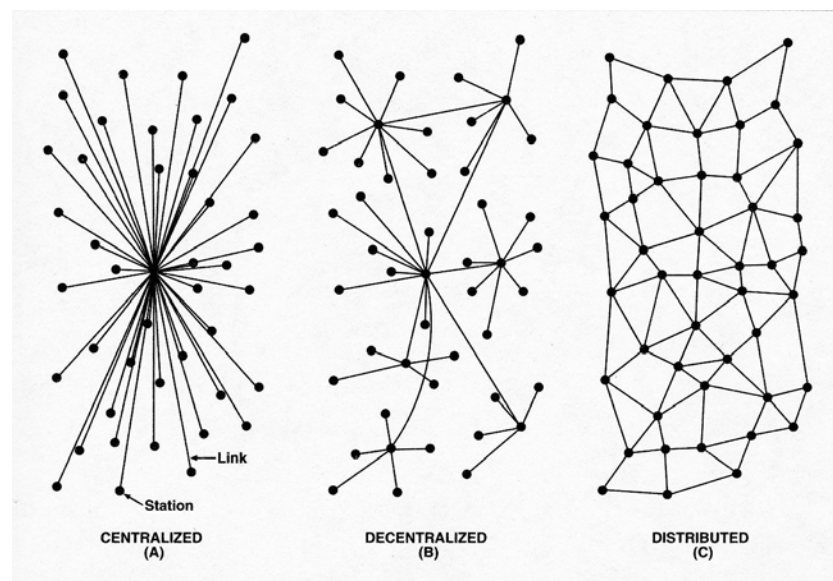 Link
Station
CENTRALIZED
(A)
DECENTRALIZED
(B)
DISTRIBUTED
(C)